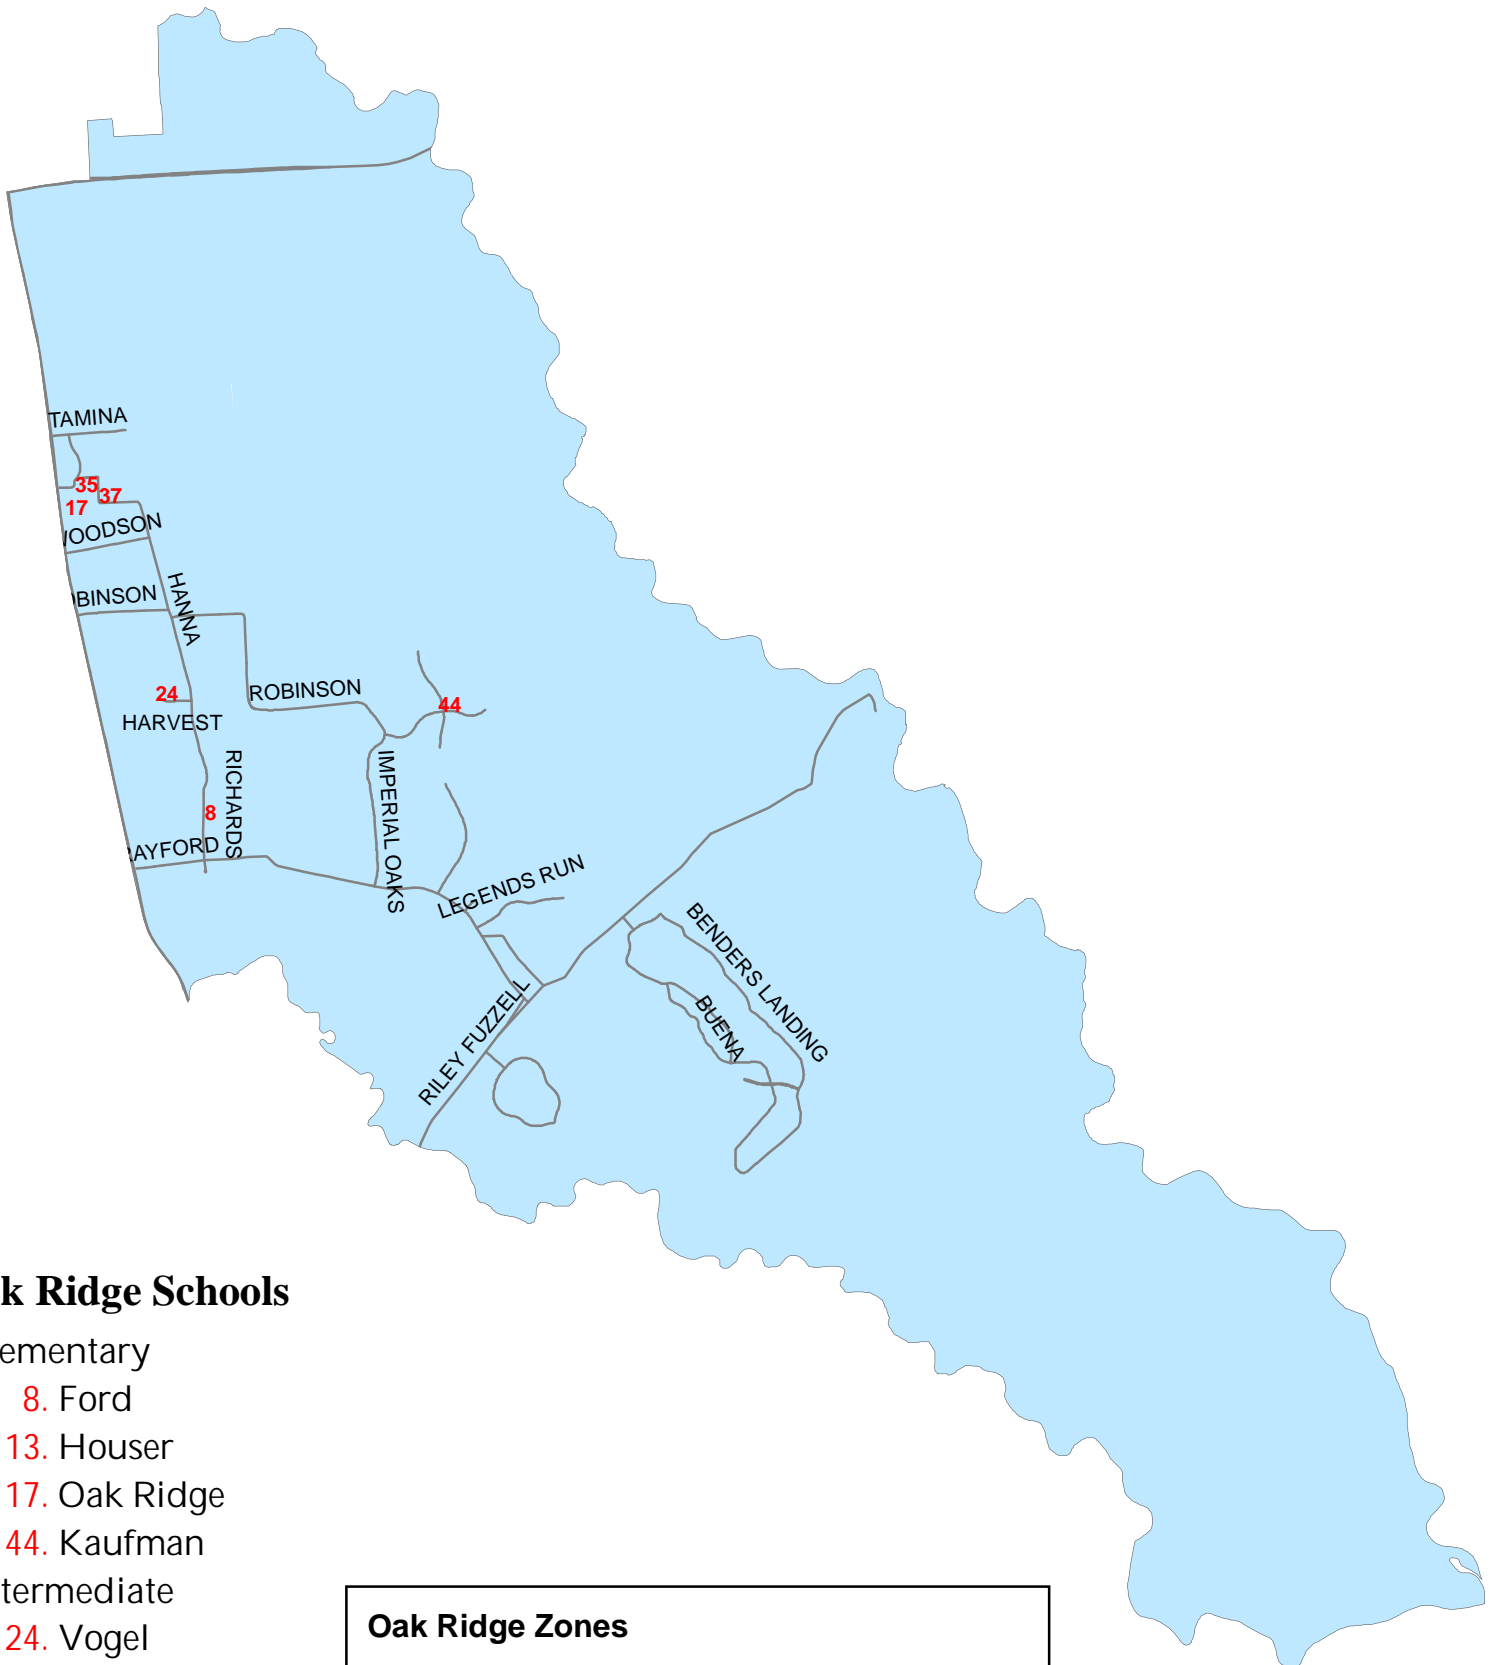 TAMINA
35
37
17
WOODSON
OBINSON
HANNA
24
ROBINSON
44
HARVEST
RICHARDS
IMPERIAL OAKS
8
RAYFORD
LEGENDS RUN
BENDERS LANDING
BUENA
RILEY FUZZELL
k Ridge Schools
ementary
8. Ford
13. Houser
17. Oak Ridge
44. Kaufman
termediate
24. Vogel
Oak Ridge Zones